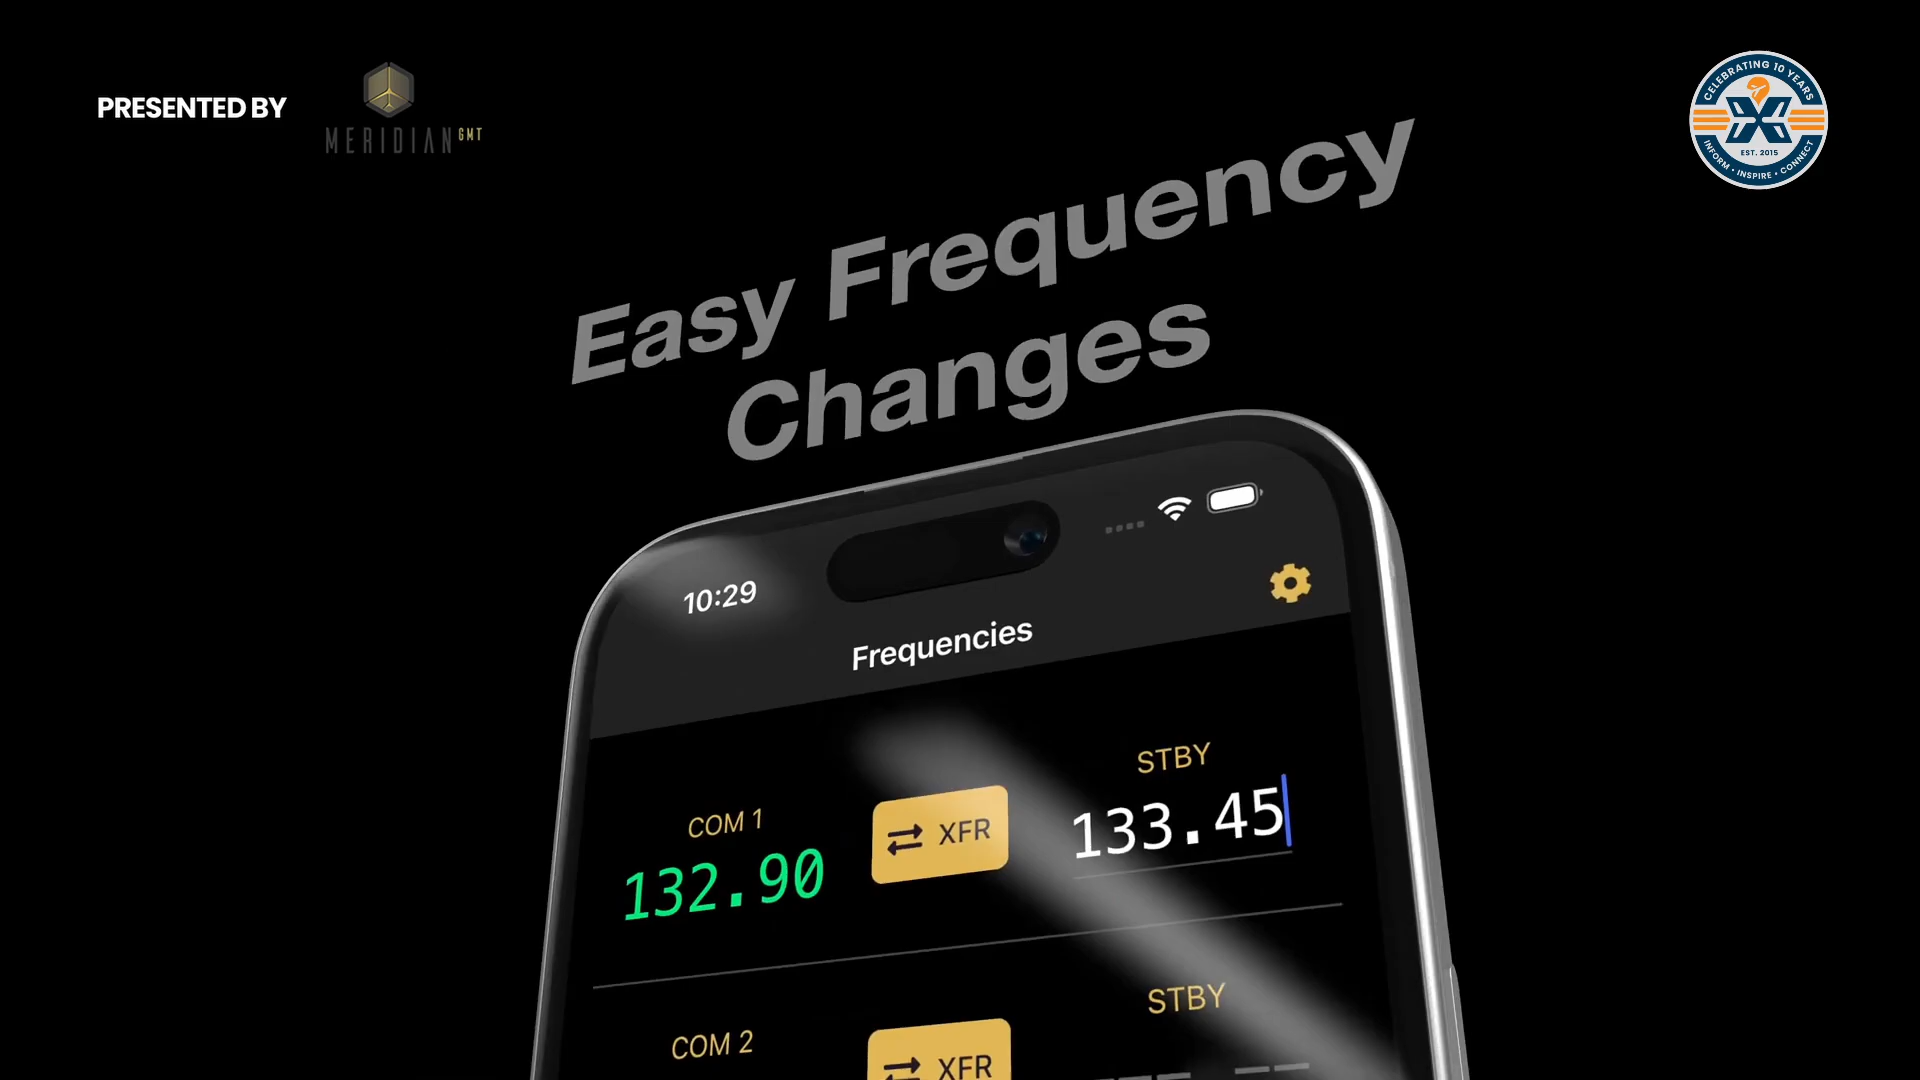 PRESENTED BY
MERIDIAN GMT
CELEBRATING 10 YEARS
X
EST. 2015
INFORM • INSPIRE • CONNECT
Easy Frequency
Changes
10:29
Frequencies
COM 1
132.90
XFR
STBY
133.45
COM 2
XFR
STBY